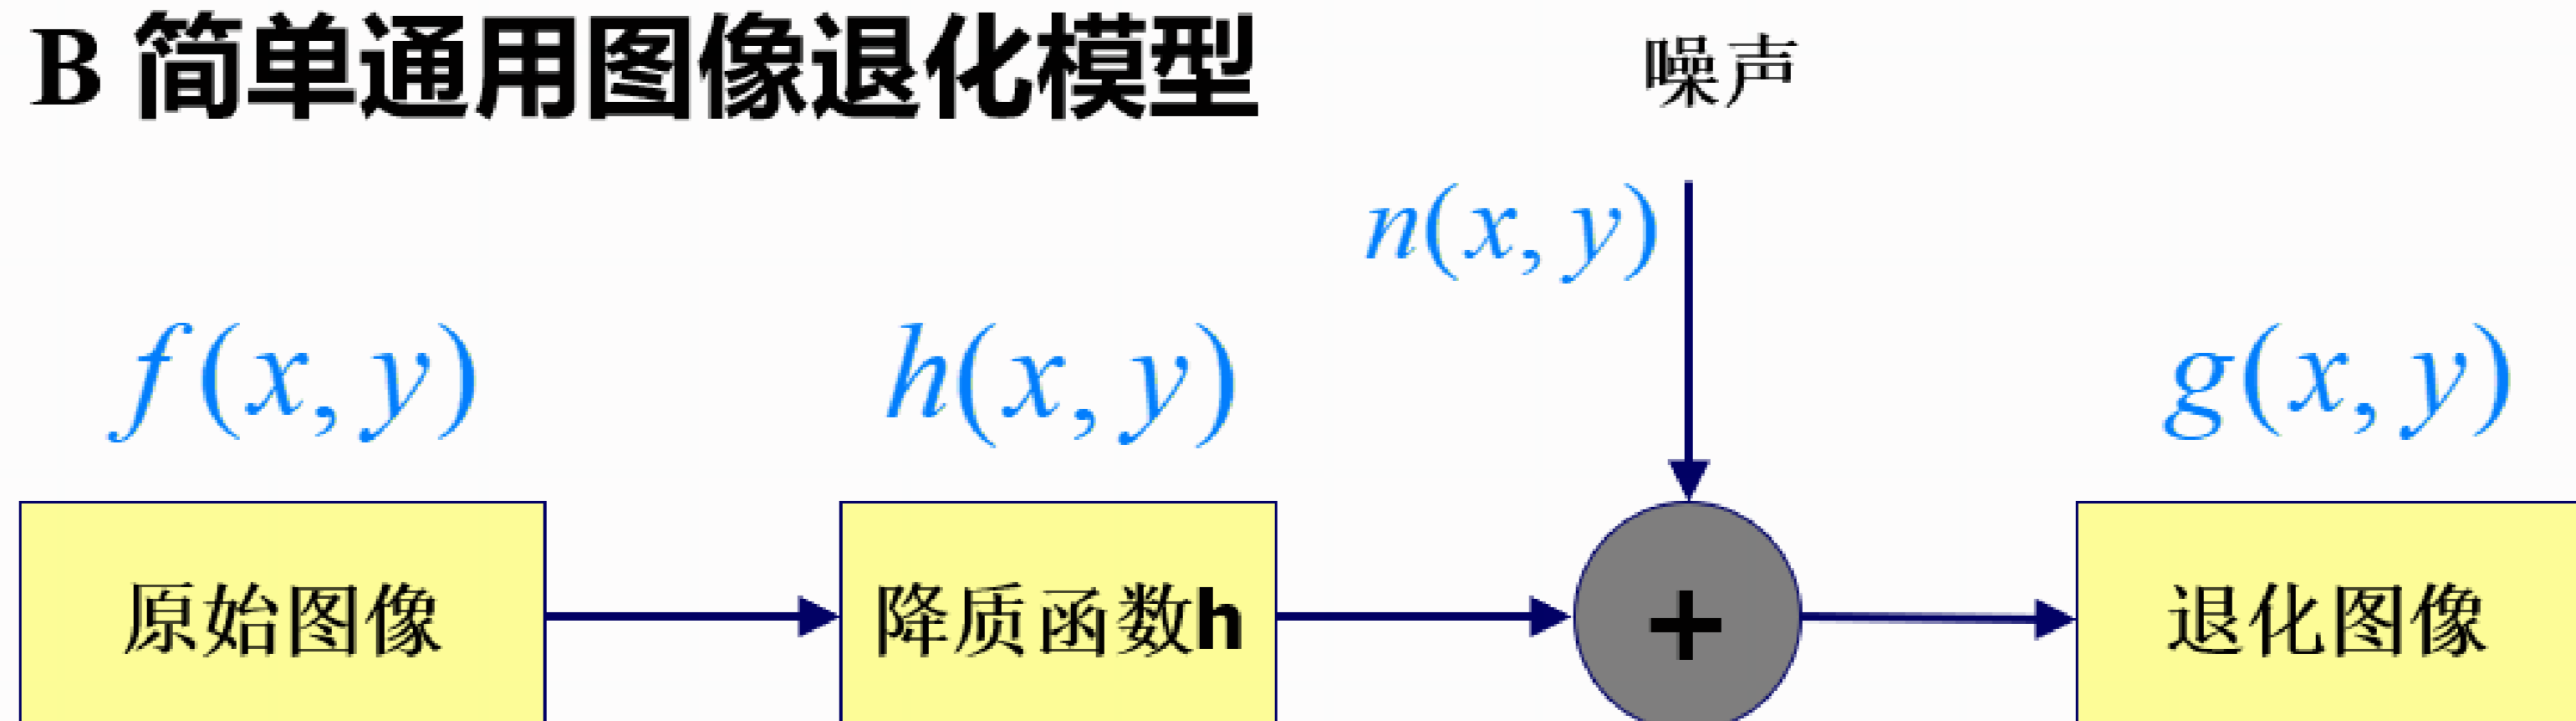 B 简单通用图像退化模型
噪声
n(x, y)
f(x, y)
h(x, y)
g(x, y)
原始图像
降质函数h
+
退化图像